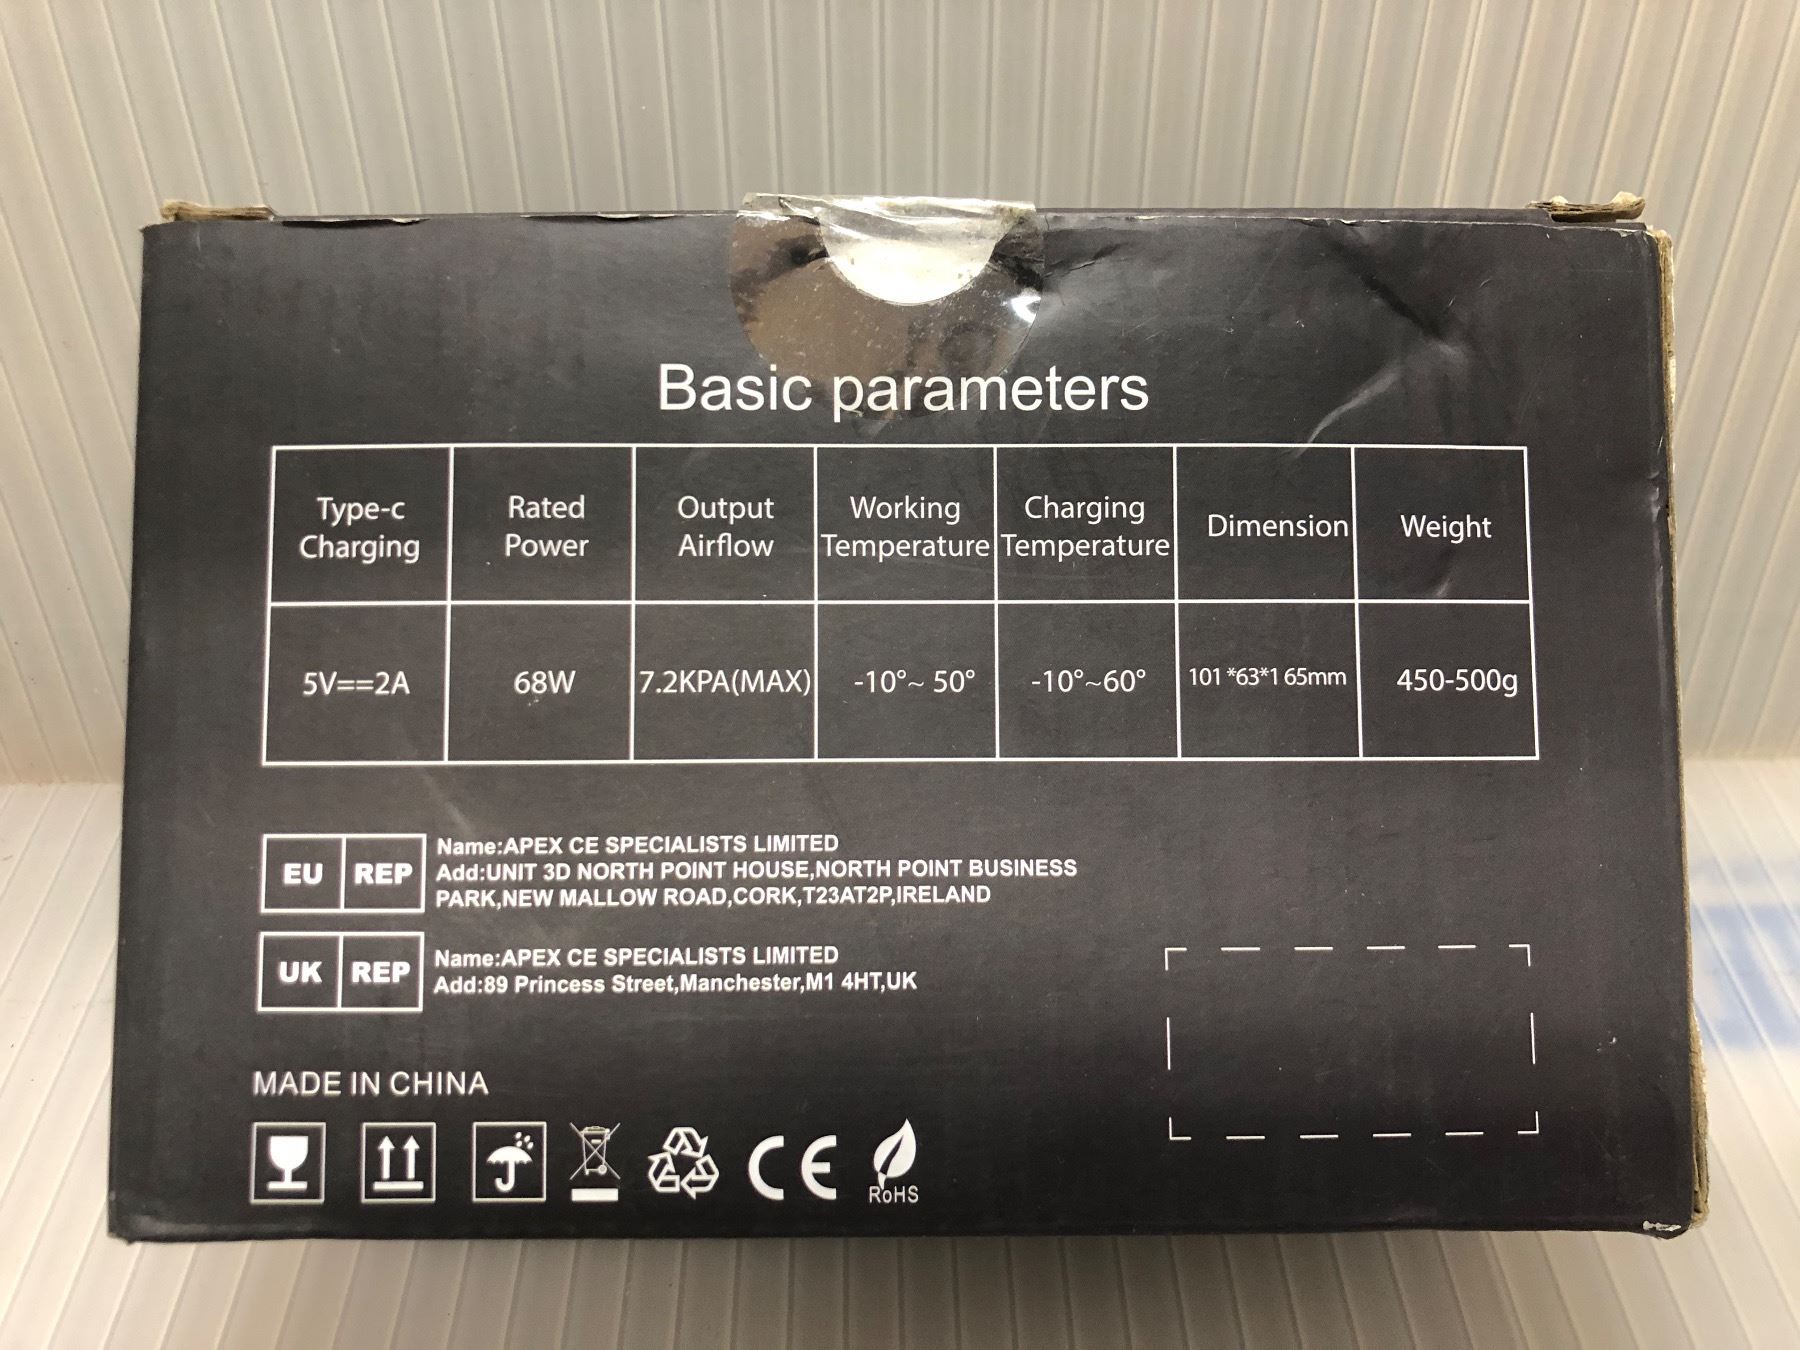 Basic parameters
Type-c Charging
Rated Power
Output Airflow
Working Temperature
Charging Temperature
Dimension
Weight
5V==2A
68W
7.2KPA(MAX)
-10°~ 50°
-10°~60°
101 *63*1 65mm
450-500g
EU REP
Name:APEX CE SPECIALISTS LIMITED
Add:UNIT 3D NORTH POINT HOUSE,NORTH POINT BUSINESS
PARK,NEW MALLOW ROAD,CORK,T23AT2P,IRELAND
UK REP
Name:APEX CE SPECIALISTS LIMITED
Add:89 Princess Street,Manchester,M1 4HT,UK
MADE IN CHINA
CE
RoHS